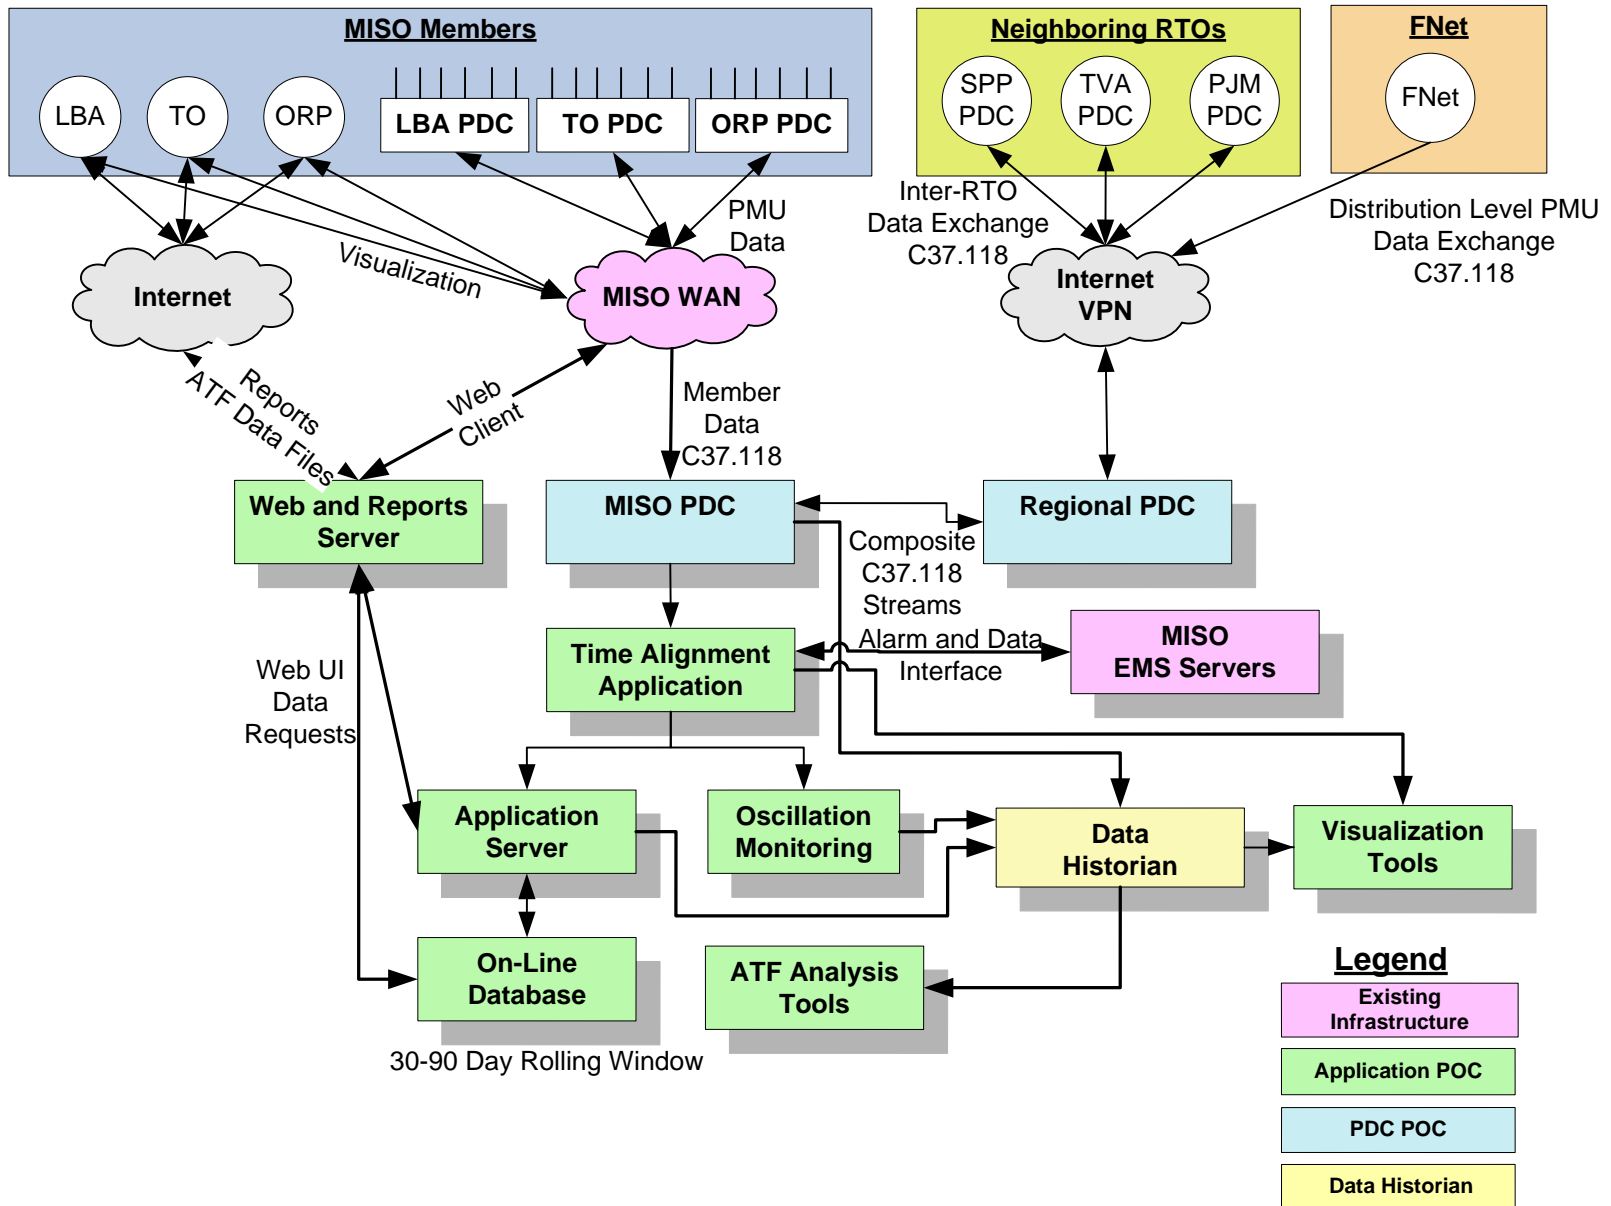 MISO Members
Neighboring RTOs
FNet
LBA
TO
ORP
LBA PDC
TO PDC
ORP PDC
SPP
PDC
TVA
PDC
PJM
PDC
FNet
PMU
Data
Inter-RTO
Data Exchange
C37.118
Distribution Level PMU
Data Exchange
C37.118
Visualization
Internet
MISO WAN
Internet
VPN
Reports
ATF Data Files
Web
Client
Member
Data
C37.118
Web and Reports
Server
MISO PDC
Regional PDC
Composite
C37.118
Streams
Alarm and Data
Interface
Time Alignment
Application
MISO
EMS Servers
Web UI
Data
Requests
Application
Server
Oscillation
Monitoring
Data
Historian
Visualization
Tools
On-Line
Database
ATF Analysis
Tools
30-90 Day Rolling Window
Legend
Existing
Infrastructure
Application POC
PDC POC
Data Historian